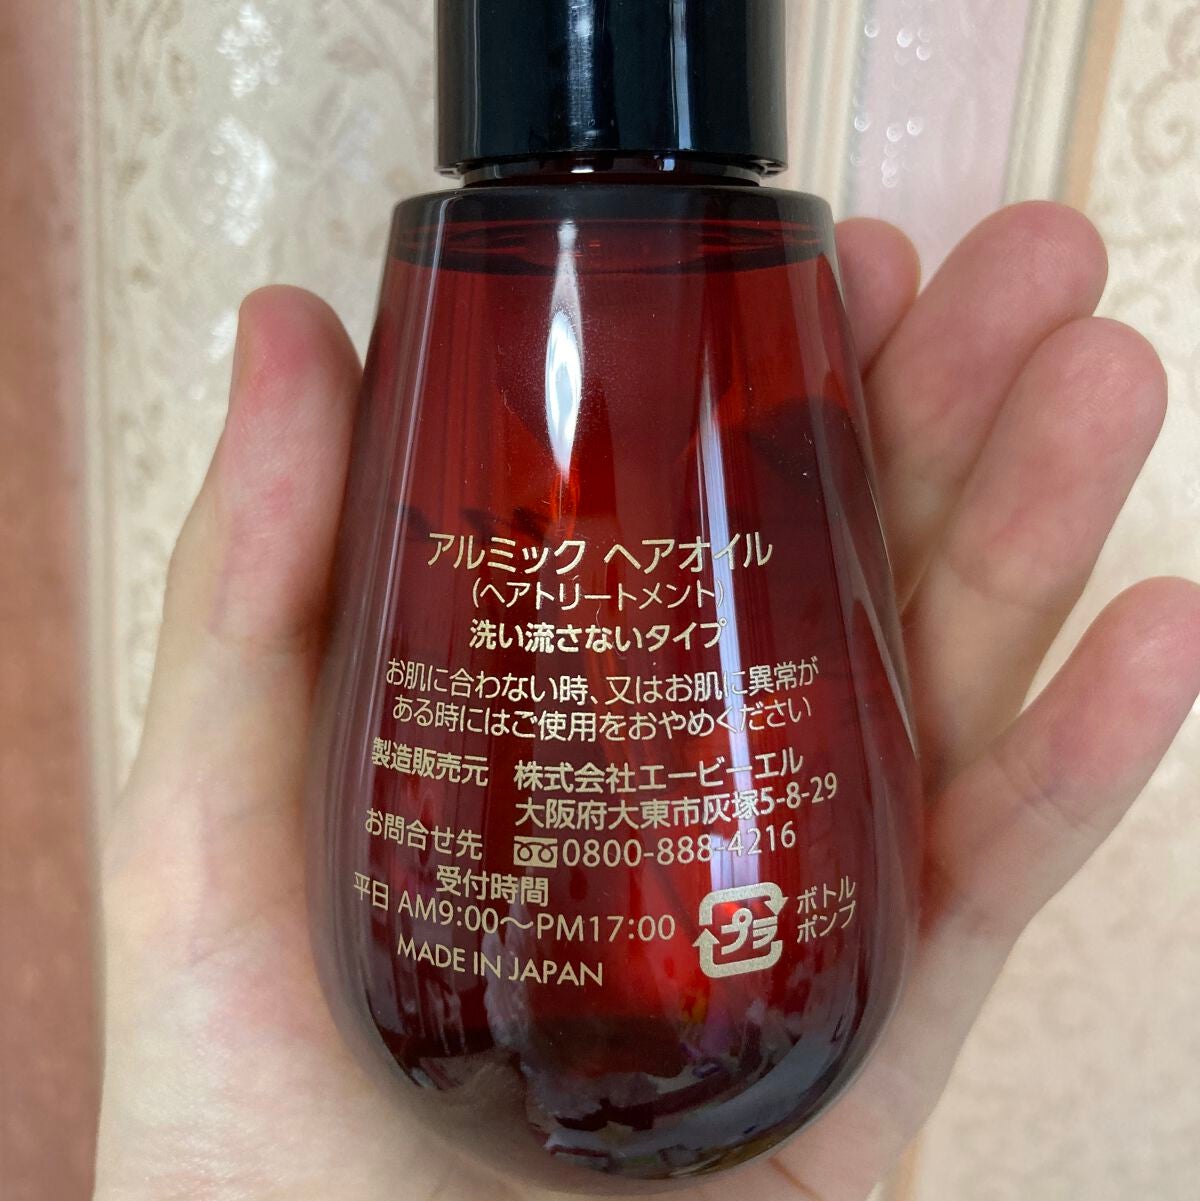 アルミック ヘアオイル
(ヘアトリートメント)
洗い流さないタイプ
お肌に合わない時、又はお肌に異常が
ある時にはご使用をおやめください
製造販売元 株式会社エービーエル
大阪府大東市灰塚5-8-29
お問合せ先 0800-888-4216
受付時間
平日 AM9:00～PM17:00
MADE IN JAPAN
プラ
ボトル
ポンプ